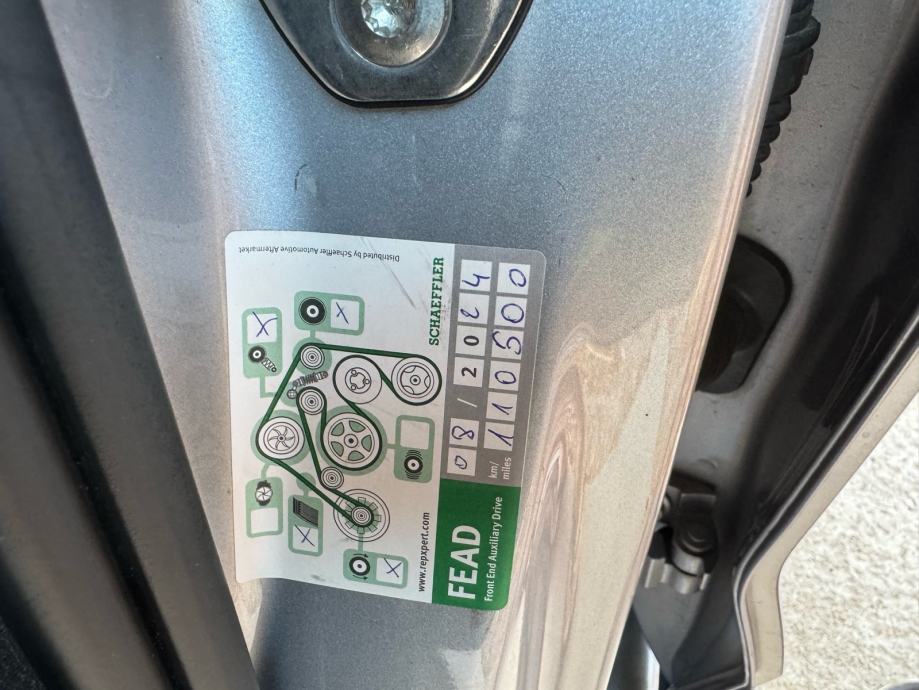 FEAD
Front End Auxiliary Drive
08/2024
km/
miles
110500
www.repxpert.com
SCHAEFFLER
Distributed by Schaeffler Automotive Aftermarket